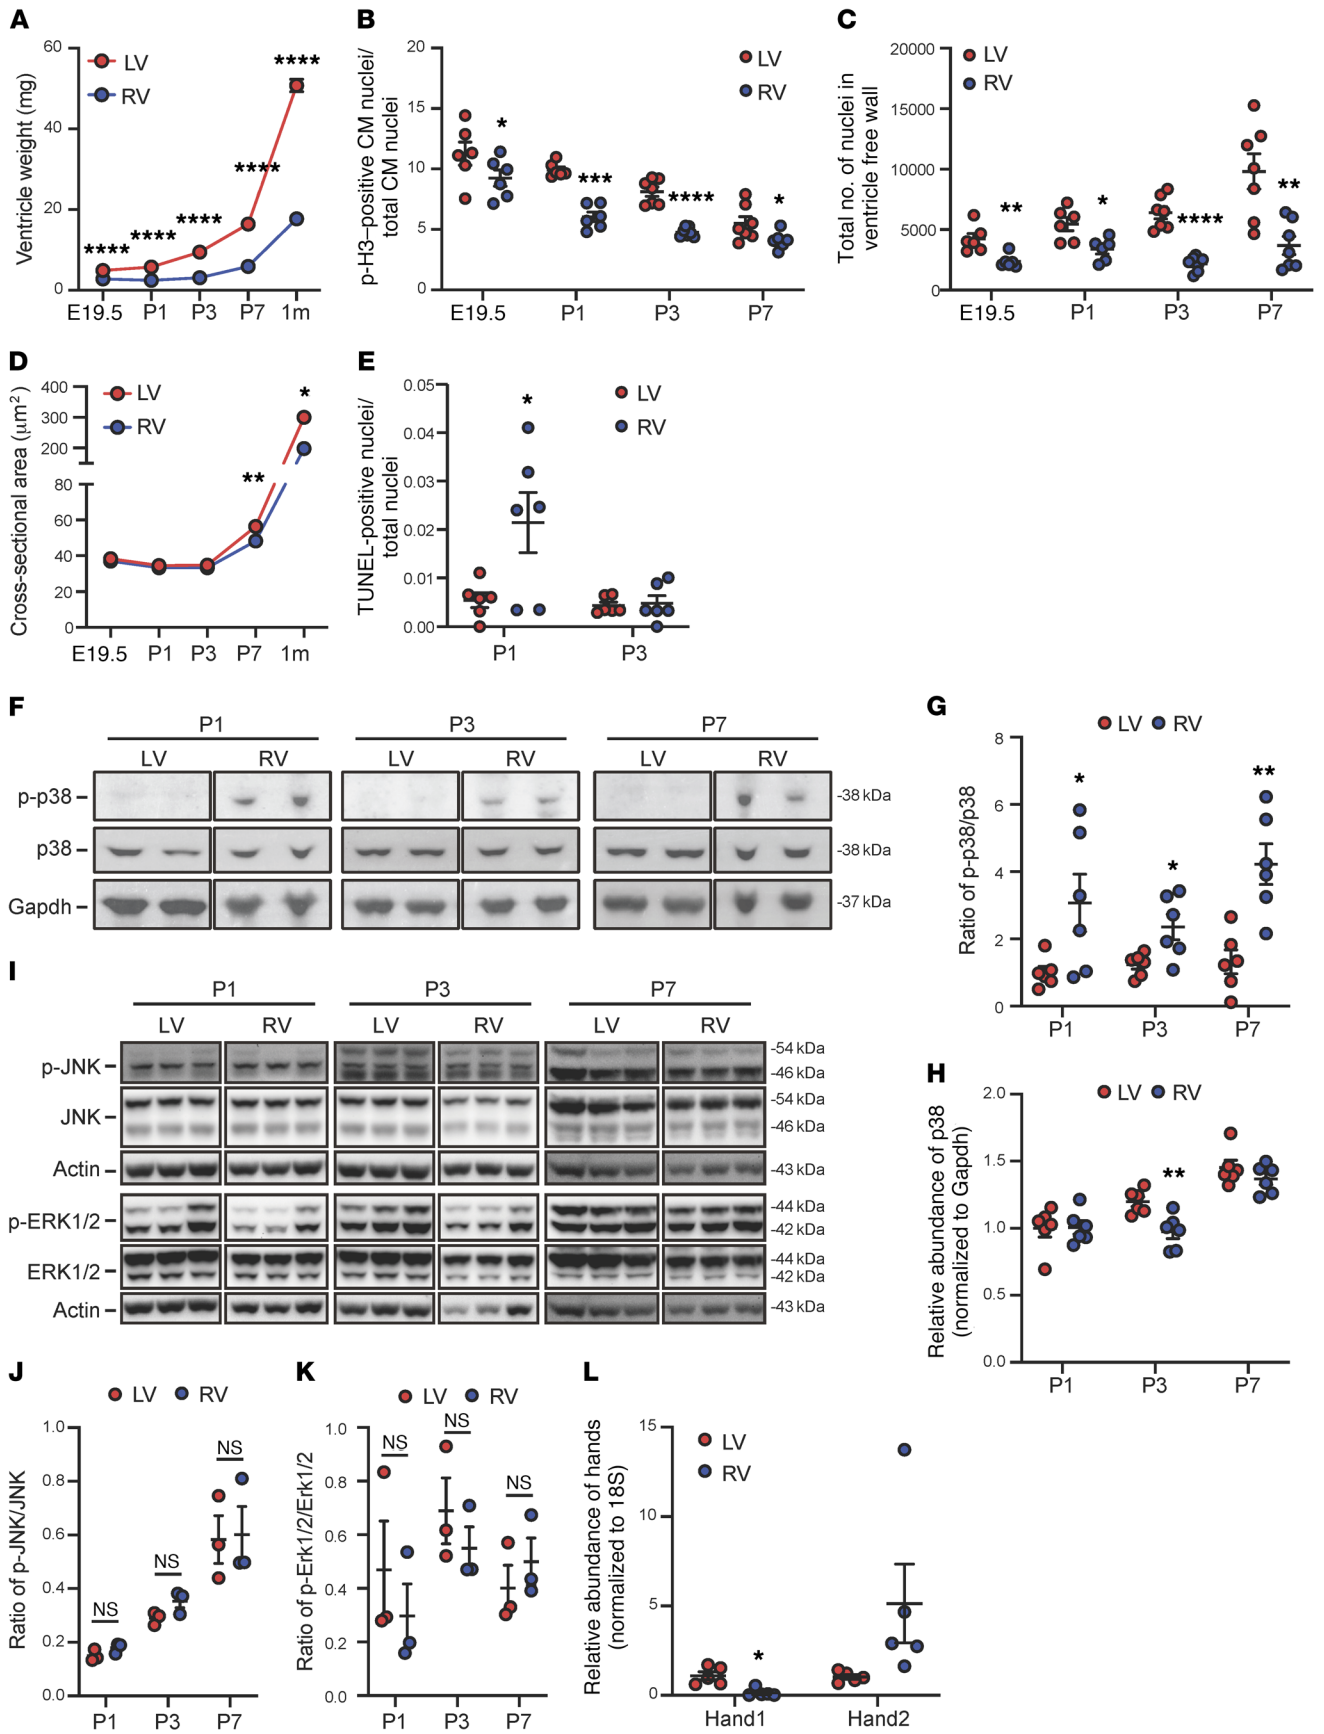 A
Ventricle weight (mg)
60
40
20
0
LV
RV
****
****
****
****
****
E19.5 P1 P3 P7 1m
B
p-H3–positive CM nuclei/
total CM nuclei
20
15
10
5
0
LV
RV
*
***
****
*
E19.5 P1 P3 P7
C
Total no. of nuclei in
ventricle free wall
20000
15000
10000
5000
0
LV
RV
**
*
****
**
E19.5 P1 P3 P7
D
Cross-sectional area (μm²)
400
300
200
80
60
40
20
0
LV
RV
**
*
E19.5 P1 P3 P7 1m
E
TUNEL-positive nuclei/
total nuclei
0.05
0.04
0.03
0.02
0.01
0.00
LV
RV
*
P1 P3
F
P1 P3 P7
LV RV LV RV LV RV
p-p38 -38 kDa
p38 -38 kDa
Gapdh -37 kDa
G
LV RV
Ratio of p-p38/p38
8
6
4
2
0
*
*
**
P1 P3 P7
H
LV RV
Relative abundance of p38
(normalized to Gapdh)
2.0
1.5
1.0
0.5
0.0
**
P1 P3 P7
I
P1 P3 P7
LV RV LV RV LV RV
p-JNK -54 kDa
-46 kDa
JNK -54 kDa
-46 kDa
Actin -43 kDa
p-ERK1/2 -44 kDa
-42 kDa
ERK1/2 -44 kDa
-42 kDa
Actin -43 kDa
J
LV RV
Ratio of p-JNK/JNK
1.0
0.8
0.6
0.4
0.2
0.0
NS
NS
NS
P1 P3 P7
K
LV RV
Ratio of p-Erk1/2/Erk1/2
1.0
0.8
0.6
0.4
0.2
0.0
NS
NS
NS
P1 P3 P7
L
Relative abundance of hands
(normalized to 18S)
15
10
5
0
LV
RV
*
Hand1 Hand2